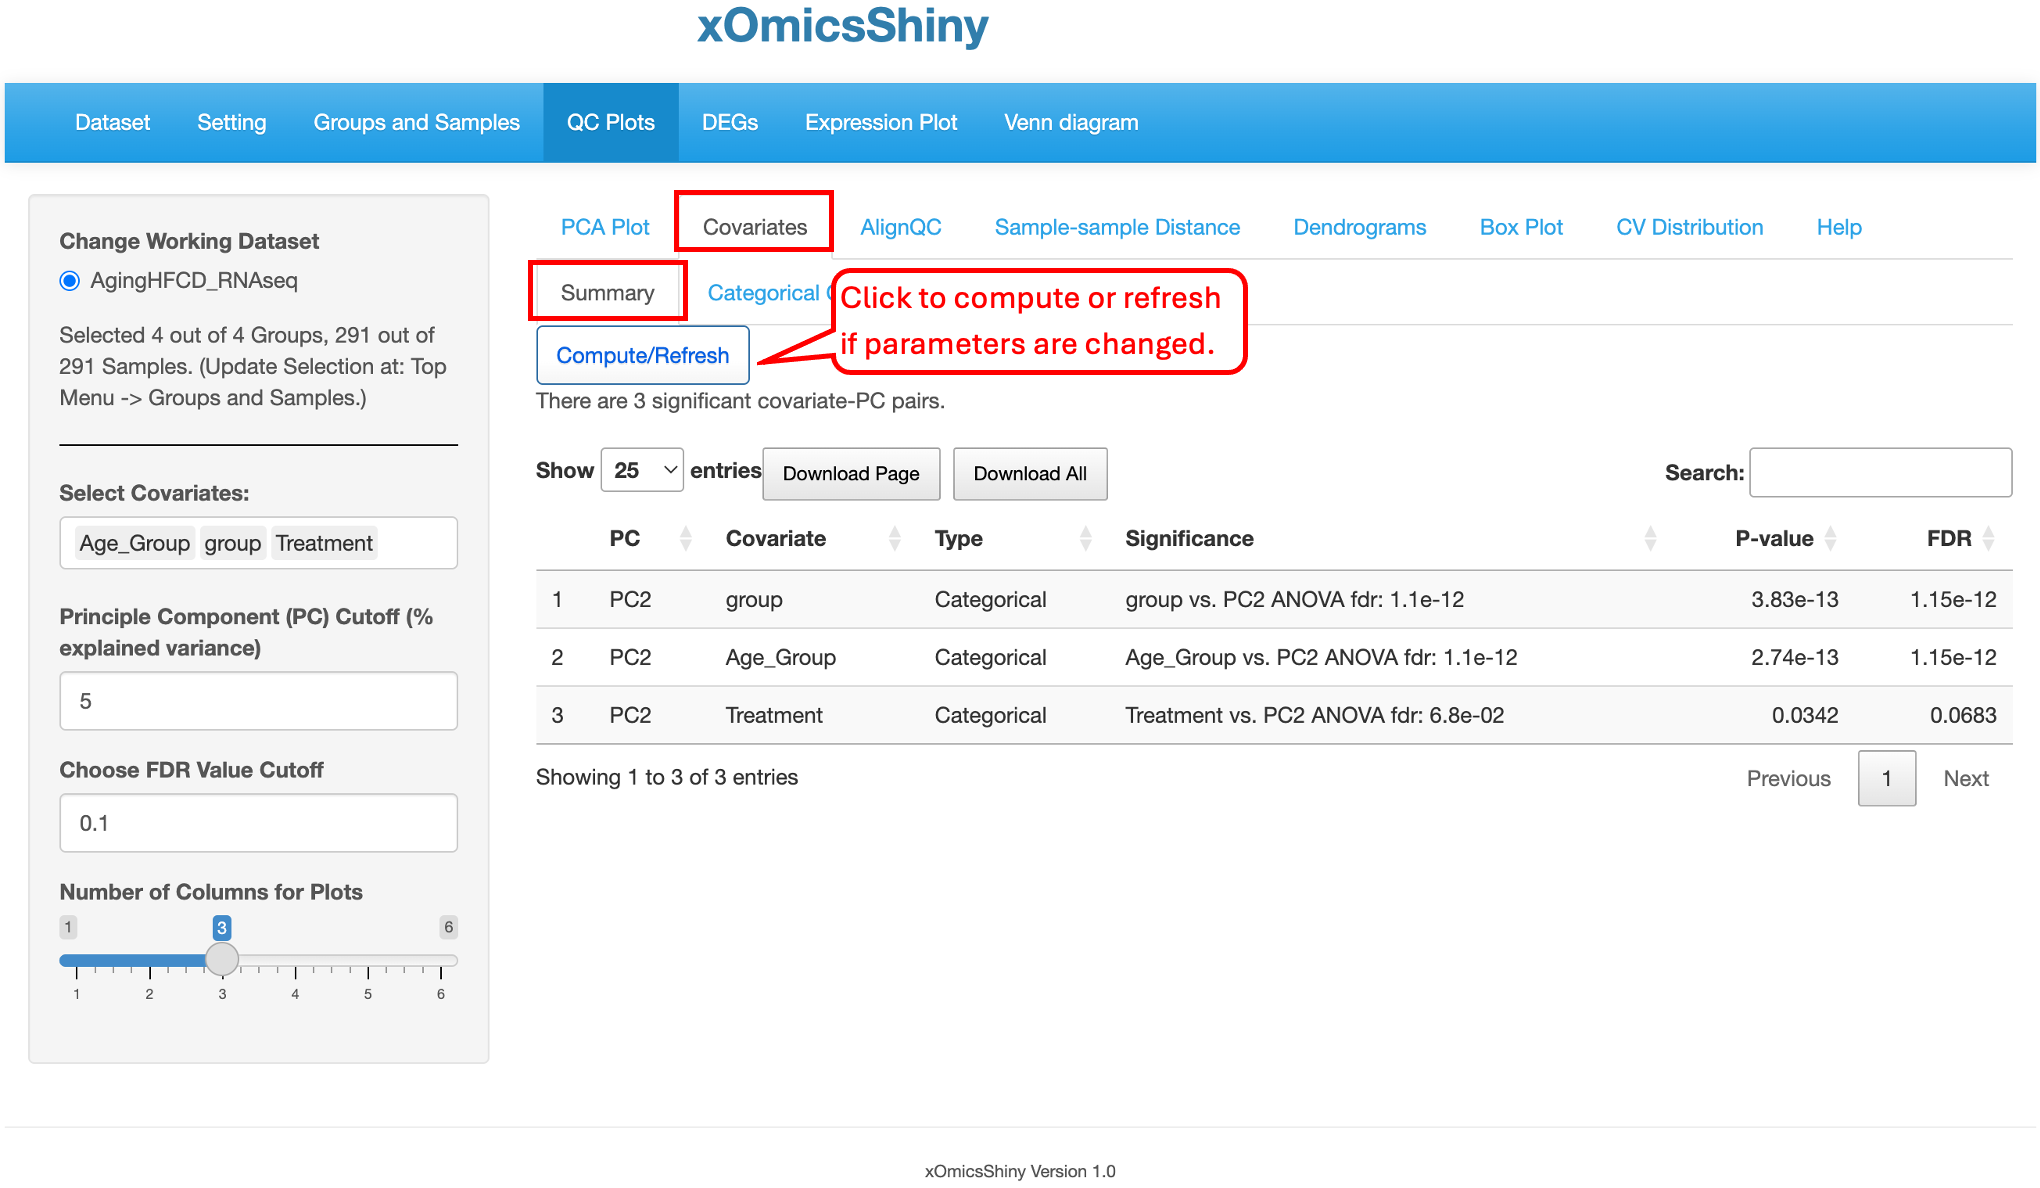 xOmicsShiny
Dataset Setting Groups and Samples QC Plots DEGs Expression Plot Venn diagram
Change Working Dataset
AgingHFCD_RNAseq
Selected 4 out of 4 Groups, 291 out of
291 Samples. (Update Selection at: Top
Menu -> Groups and Samples.)
Select Covariates:
Age_Group group Treatment
Principle Component (PC) Cutoff (%
explained variance)
5
Choose FDR Value Cutoff
0.1
Number of Columns for Plots
1 3 6
1 2 3 4 5 6
PCA Plot Covariates AlignQC Sample-sample Distance Dendrograms Box Plot CV Distribution Help
Summary Categorical
Click to compute or refresh
if parameters are changed.
Compute/Refresh
There are 3 significant covariate-PC pairs.
Show 25 entries Download Page Download All Search:
PC Covariate Type Significance P-value FDR
1 PC2 group Categorical group vs. PC2 ANOVA fdr: 1.1e-12 3.83e-13 1.15e-12
2 PC2 Age_Group Categorical Age_Group vs. PC2 ANOVA fdr: 1.1e-12 2.74e-13 1.15e-12
3 PC2 Treatment Categorical Treatment vs. PC2 ANOVA fdr: 6.8e-02 0.0342 0.0683
Showing 1 to 3 of 3 entries
Previous 1 Next
xOmicsShiny Version 1.0